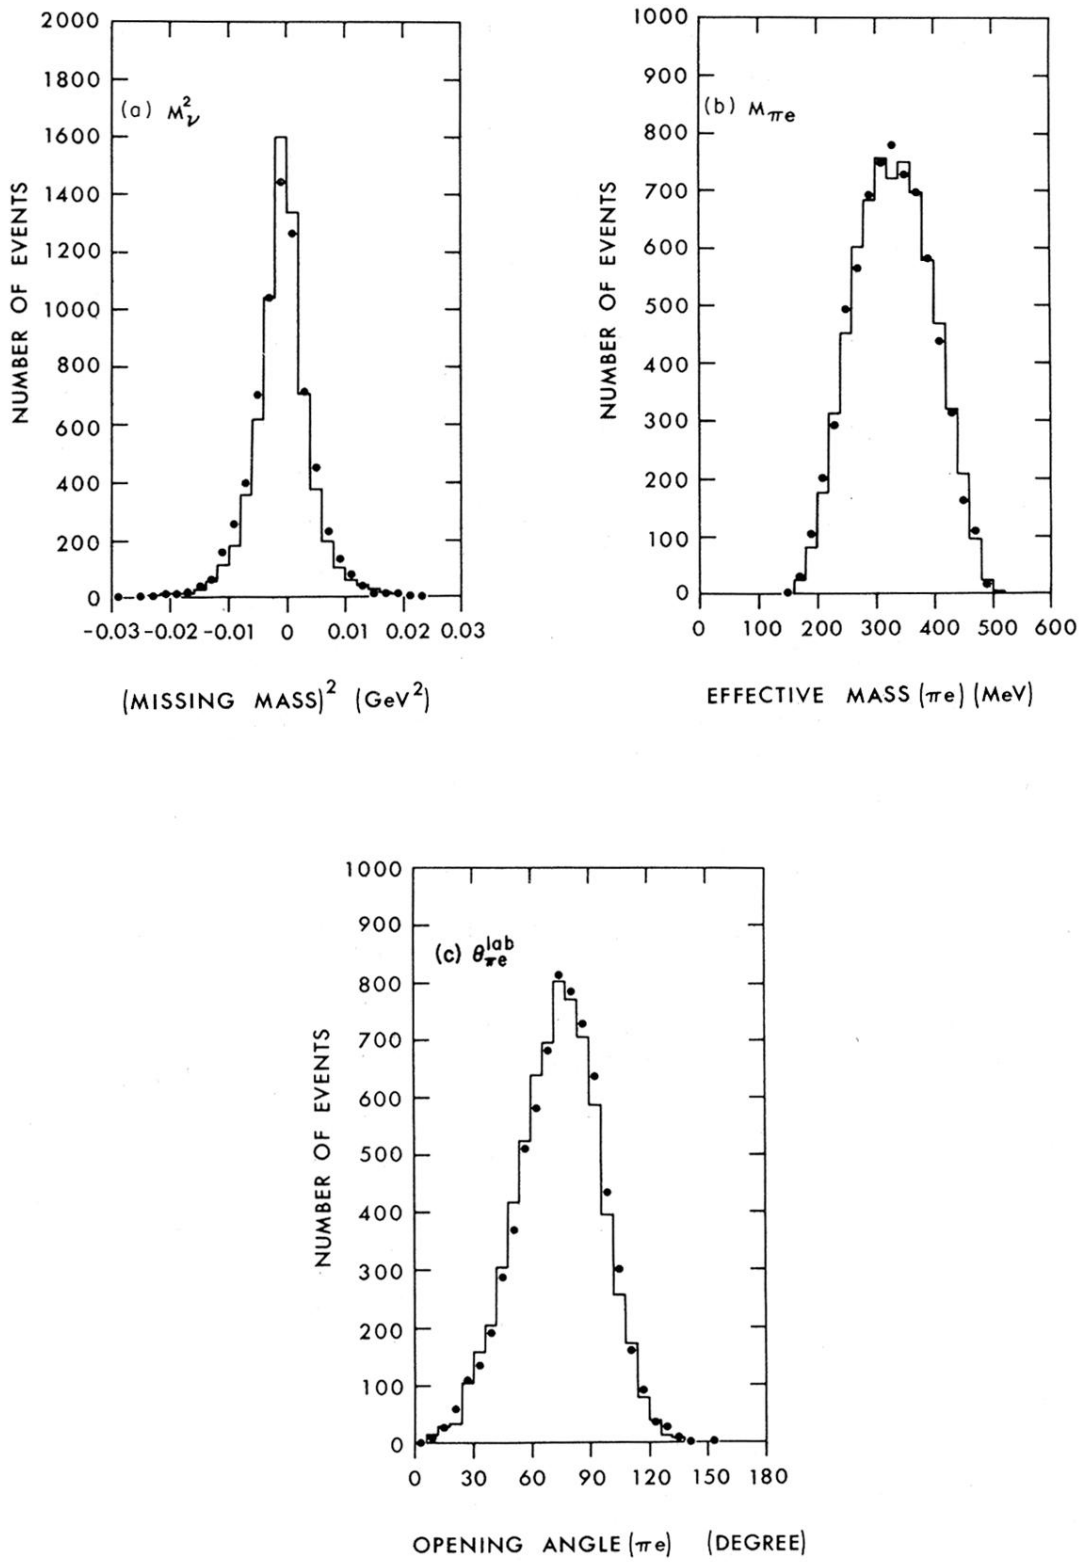 2000
1800
1600
1400
1200
1000
800
600
400
200
0
NUMBER OF EVENTS
(a) M²ᵥ
-0.03 -0.02 -0.01 0 0.01 0.02 0.03
(MISSING MASS)² (GeV²)
1000
900
800
700
600
500
400
300
200
100
0
NUMBER OF EVENTS
(b) Mπe
0 100 200 300 400 500 600
EFFECTIVE MASS (πe) (MeV)
1000
900
800
700
600
500
400
300
200
100
0
NUMBER OF EVENTS
(c) θ^lab_πe
0 30 60 90 120 150 180
OPENING ANGLE (πe) (DEGREE)